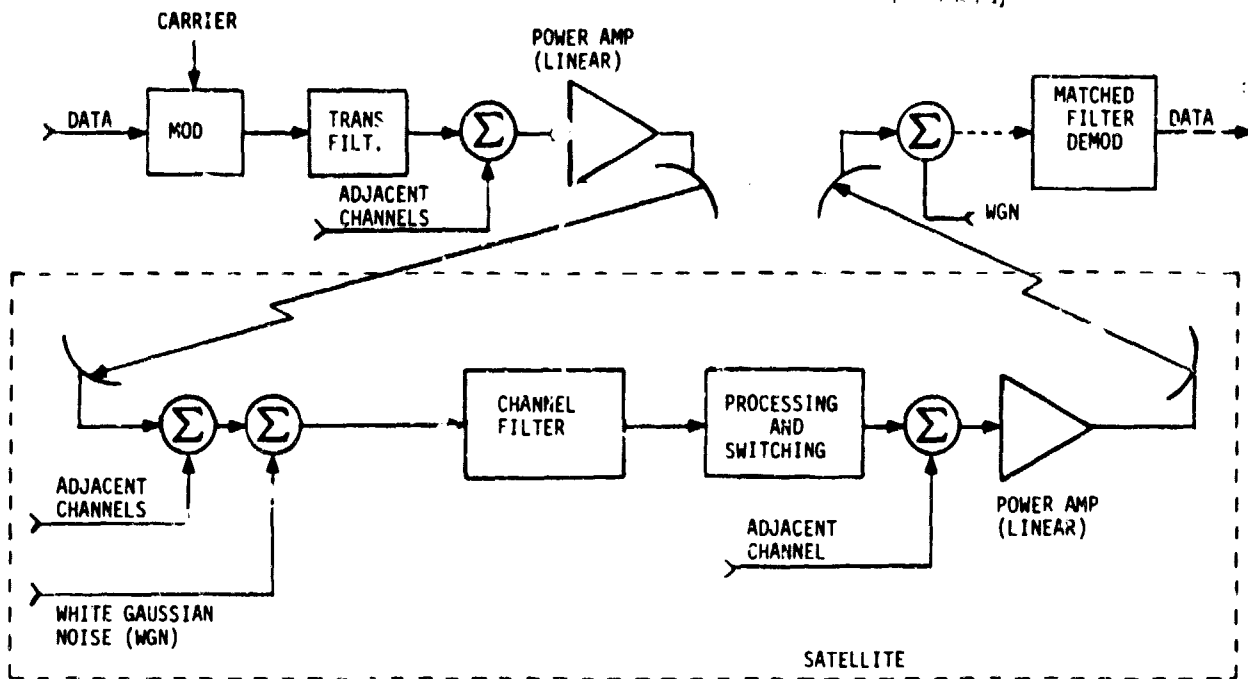 CARRIER
DATA
MOD
TRANS
FILT.
Σ
ADJACENT
CHANNELS
POWER AMP
(LINEAR)
Σ
WGN
MATCHED
FILTER
DEMOD
DATA
Σ
Σ
ADJACENT
CHANNELS
WHITE GAUSSIAN
NOISE (WGN)
CHANNEL
FILTER
PROCESSING
AND
SWITCHING
Σ
ADJACENT
CHANNEL
POWER AMP
(LINEAR)
SATELLITE